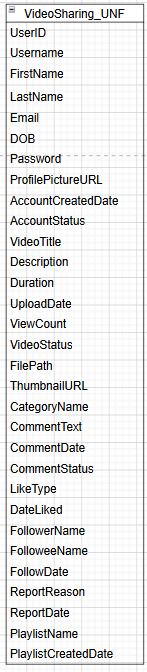 VideoSharing_UNF
UserID
Username
FirstName
LastName
Email
DOB
Password
ProfilePictureURL
AccountCreatedDate
AccountStatus
VideoTitle
Description
Duration
UploadDate
ViewCount
VideoStatus
FilePath
ThumbnailURL
CategoryName
CommentText
CommentDate
CommentStatus
LikeType
DateLiked
FollowerName
FolloweeName
FollowDate
ReportReason
ReportDate
PlaylistName
PlaylistCreatedDate